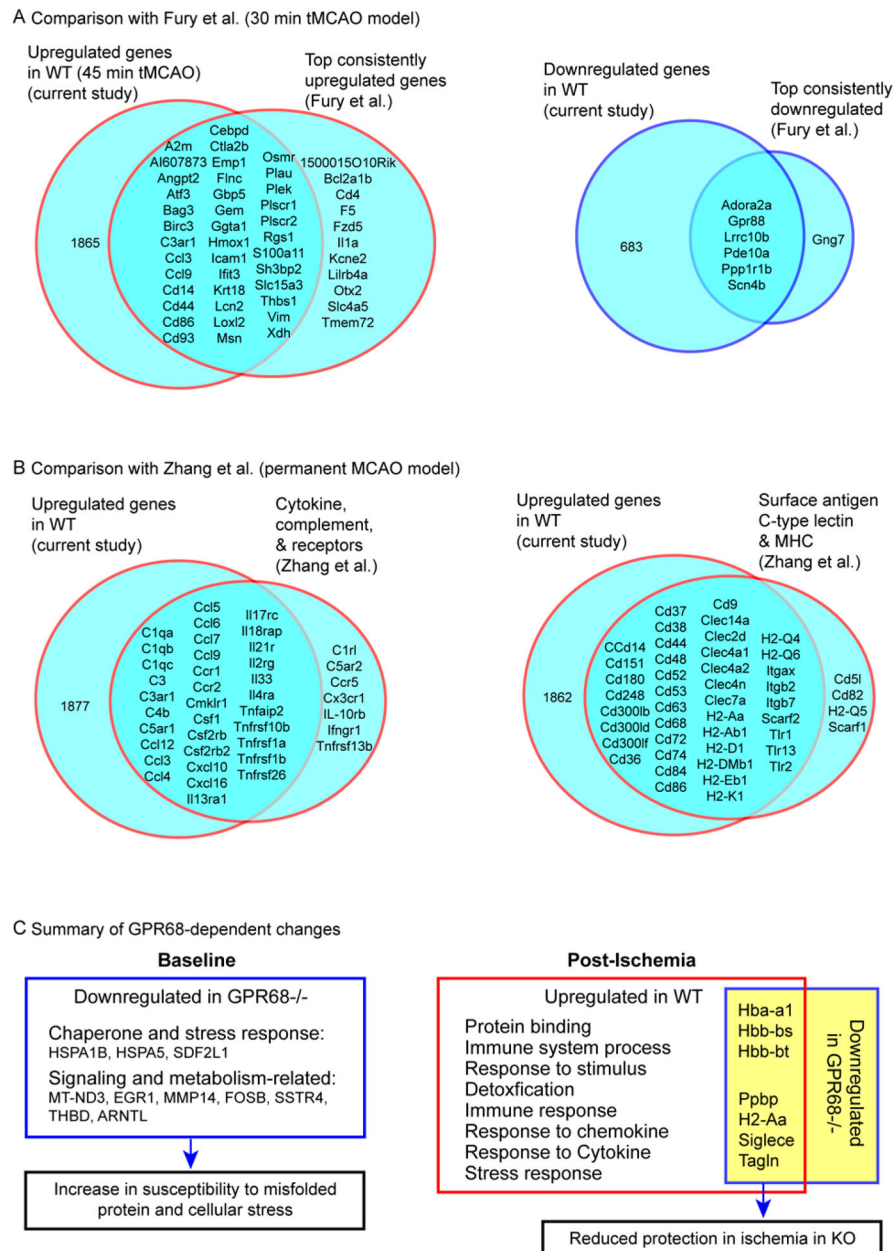 A Comparison with Fury et al. (30 min tMCAO model)
Upregulated genes
in WT (45 min tMCAO)
(current study)
Top consistently
upregulated genes
(Fury et al.)
1865
A2m
AI607873
Angpt2
Atf3
Bag3
Birc3
C3ar1
Ccl3
Ccl9
Cd14
Cd44
Cd86
Cd93
Cebpd
Ctla2b
Emp1
Flnc
Gbp5
Gem
Ggta1
Hmox1
Icam1
Ifit3
Krt18
Lcn2
Loxl2
Msn
Osmr
Plau
Plek
Plscr1
Plscr2
Rgs1
S100a11
Sh3bp2
Slc15a3
Thbs1
Vim
Xdh
1500015O10Rik
Bcl2a1b
Cd4
F5
Fzd5
Il1a
Kcne2
Lilrb4a
Otx2
Slc4a5
Tmem72
Downregulated genes
in WT
(current study)
Top consistently
downregulated
(Fury et al.)
683
Adora2a
Gpr88
Lrrc10b
Pde10a
Ppp1r1b
Scn4b
Gng7
B Comparison with Zhang et al. (permanent MCAO model)
Upregulated genes
in WT
(current study)
Cytokine,
complement,
& receptors
(Zhang et al.)
1877
C1qa
C1qb
C1qc
C3
C3ar1
C4b
C5ar1
Ccl12
Ccl3
Ccl4
Ccl5
Ccl6
Ccl7
Ccl9
Ccr1
Ccr2
Cmklr1
Csf1
Csf2rb
Csf2rb2
Cxcl10
Cxcl16
Il13ra1
Il17rc
Il18rap
Il21r
Il2rg
Il33
Il4ra
Tnfaip2
Tnfrsf10b
Tnfrsf1a
Tnfrsf1b
Tnfrsf26
C1rl
C5ar2
Ccr5
Cx3cr1
IL-10rb
Ifngr1
Tnfrsf13b
Upregulated genes
in WT
(current study)
Surface antigen
C-type lectin
& MHC
(Zhang et al.)
1862
CCd14
Cd151
Cd180
Cd248
Cd300lb
Cd300ld
Cd300lf
Cd36
Cd37
Cd38
Cd44
Cd48
Cd52
Cd53
Cd63
Cd68
Cd72
Cd74
Cd84
Cd86
Cd9
Clec14a
Clec2d
Clec4a1
Clec4a2
Clec4n
Clec7a
H2-Aa
H2-Ab1
H2-D1
H2-DMb1
H2-Eb1
H2-K1
H2-Q4
H2-Q6
Itgax
Itgb2
Itgb7
Scarf2
Tlr1
Tlr13
Tlr2
Cd5l
Cd82
H2-Q5
Scarf1
C Summary of GPR68-dependent changes
Baseline
Downregulated in GPR68-/-
Chaperone and stress response:
HSPA1B, HSPA5, SDF2L1
Signaling and metabolism-related:
MT-ND3, EGR1, MMP14, FOSB, SSTR4,
THBD, ARNTL
Increase in susceptibility to misfolded
protein and cellular stress
Post-Ischemia
Upregulated in WT
Protein binding
Immune system process
Response to stimulus
Detoxfication
Immune response
Response to chemokine
Response to Cytokine
Stress response
Hba-a1
Hbb-bs
Hbb-bt
Ppbp
H2-Aa
Siglece
Tagln
Downregulated
in GPR68-/-
Reduced protection in ischemia in KO